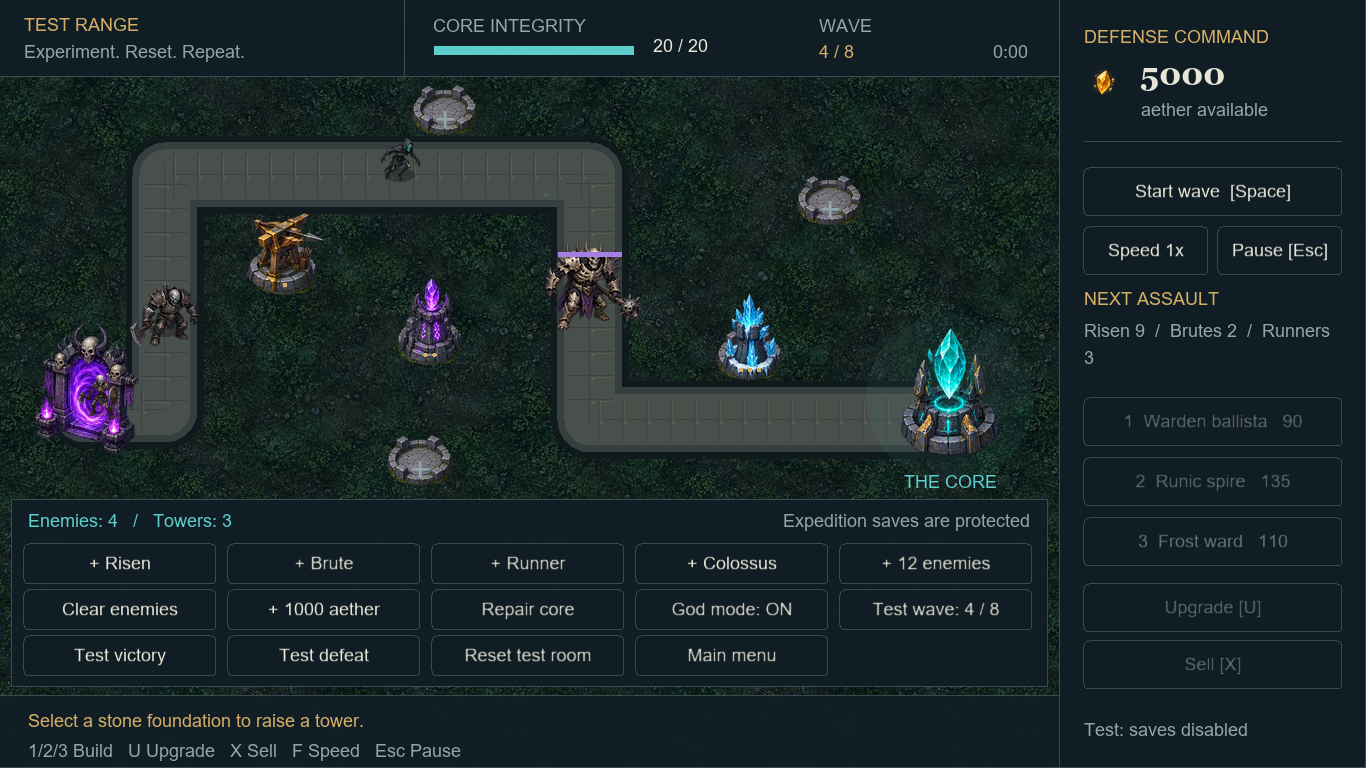 TEST RANGE
Experiment. Reset. Repeat.
CORE INTEGRITY
20 / 20
WAVE
4 / 8
0:00
DEFENSE COMMAND
5000
aether available
Start wave [Space]
Speed 1x
Pause [Esc]
NEXT ASSAULT
Risen 9 / Brutes 2 / Runners
3
1 Warden ballista 90
2 Runic spire 135
3 Frost ward 110
Upgrade [U]
Sell [X]
Test: saves disabled
THE CORE
Enemies: 4 / Towers: 3
Expedition saves are protected
+ Risen
+ Brute
+ Runner
+ Colossus
+ 12 enemies
Clear enemies
+ 1000 aether
Repair core
God mode: ON
Test wave: 4 / 8
Test victory
Test defeat
Reset test room
Main menu
Select a stone foundation to raise a tower.
1/2/3 Build U Upgrade X Sell F Speed Esc Pause